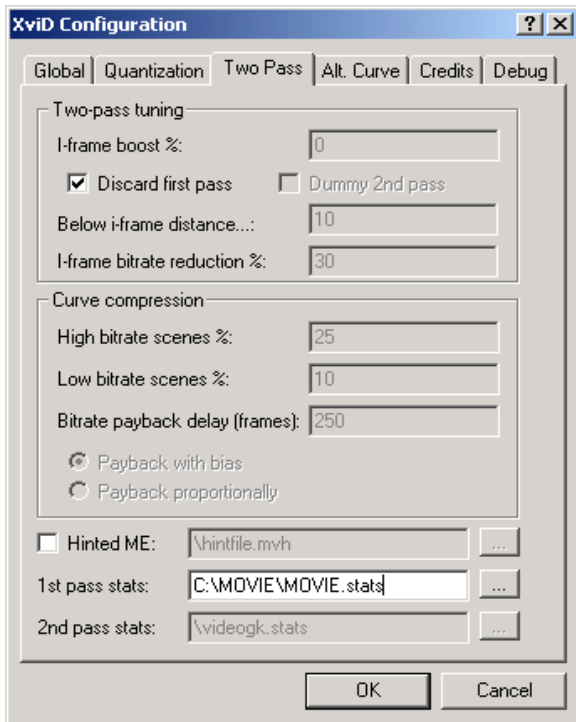 XviD Configuration
Global Quantization Two Pass Alt. Curve Credits Debug
Two-pass tuning
I-frame boost %: 0
Discard first pass Dummy 2nd pass
Below i-frame distance...: 10
I-frame bitrate reduction %: 30
Curve compression
High bitrate scenes %: 25
Low bitrate scenes %: 10
Bitrate payback delay (frames): 250
Payback with bias
Payback proportionally
Hinted ME: \hintfile.mvh ...
1st pass stats: C:\MOVIE\MOVIE.stats ...
2nd pass stats: \videogk.stats ...
OK Cancel